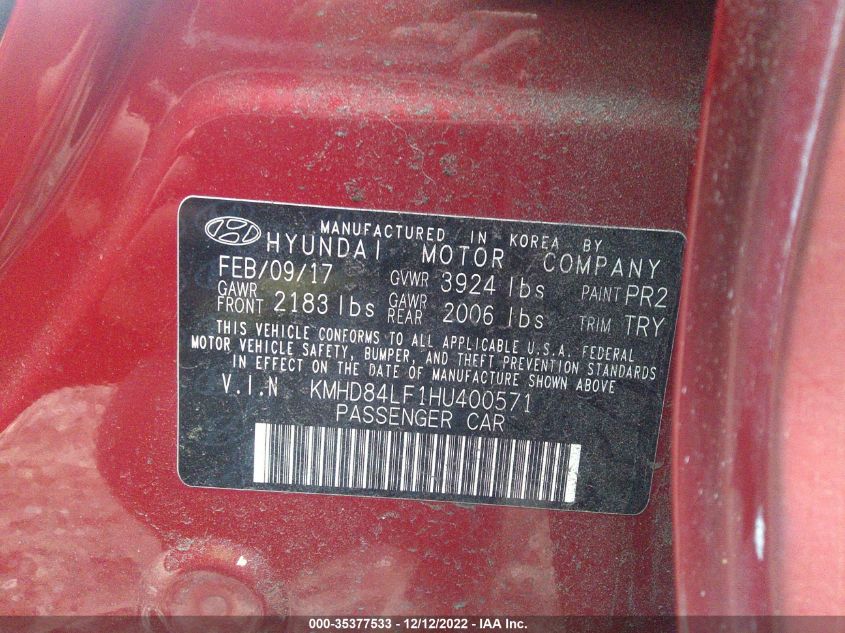 MANUFACTURED IN KOREA BY
HYUNDAI MOTOR COMPANY
FEB/09/17 GVWR 3924 lbs PAINT PR2
GAWR FRONT 2183 lbs GAWR REAR 2006 lbs TRIM TRY
THIS VEHICLE CONFORMS TO ALL APPLICABLE U.S.A. FEDERAL
MOTOR VEHICLE SAFETY, BUMPER, AND THEFT PREVENTION STANDARDS
IN EFFECT ON THE DATE OF MANUFACTURE SHOWN ABOVE
V.I.N KMHD84LF1HU400571
PASSENGER CAR
000-35377533 - 12/12/2022 - IAA Inc.